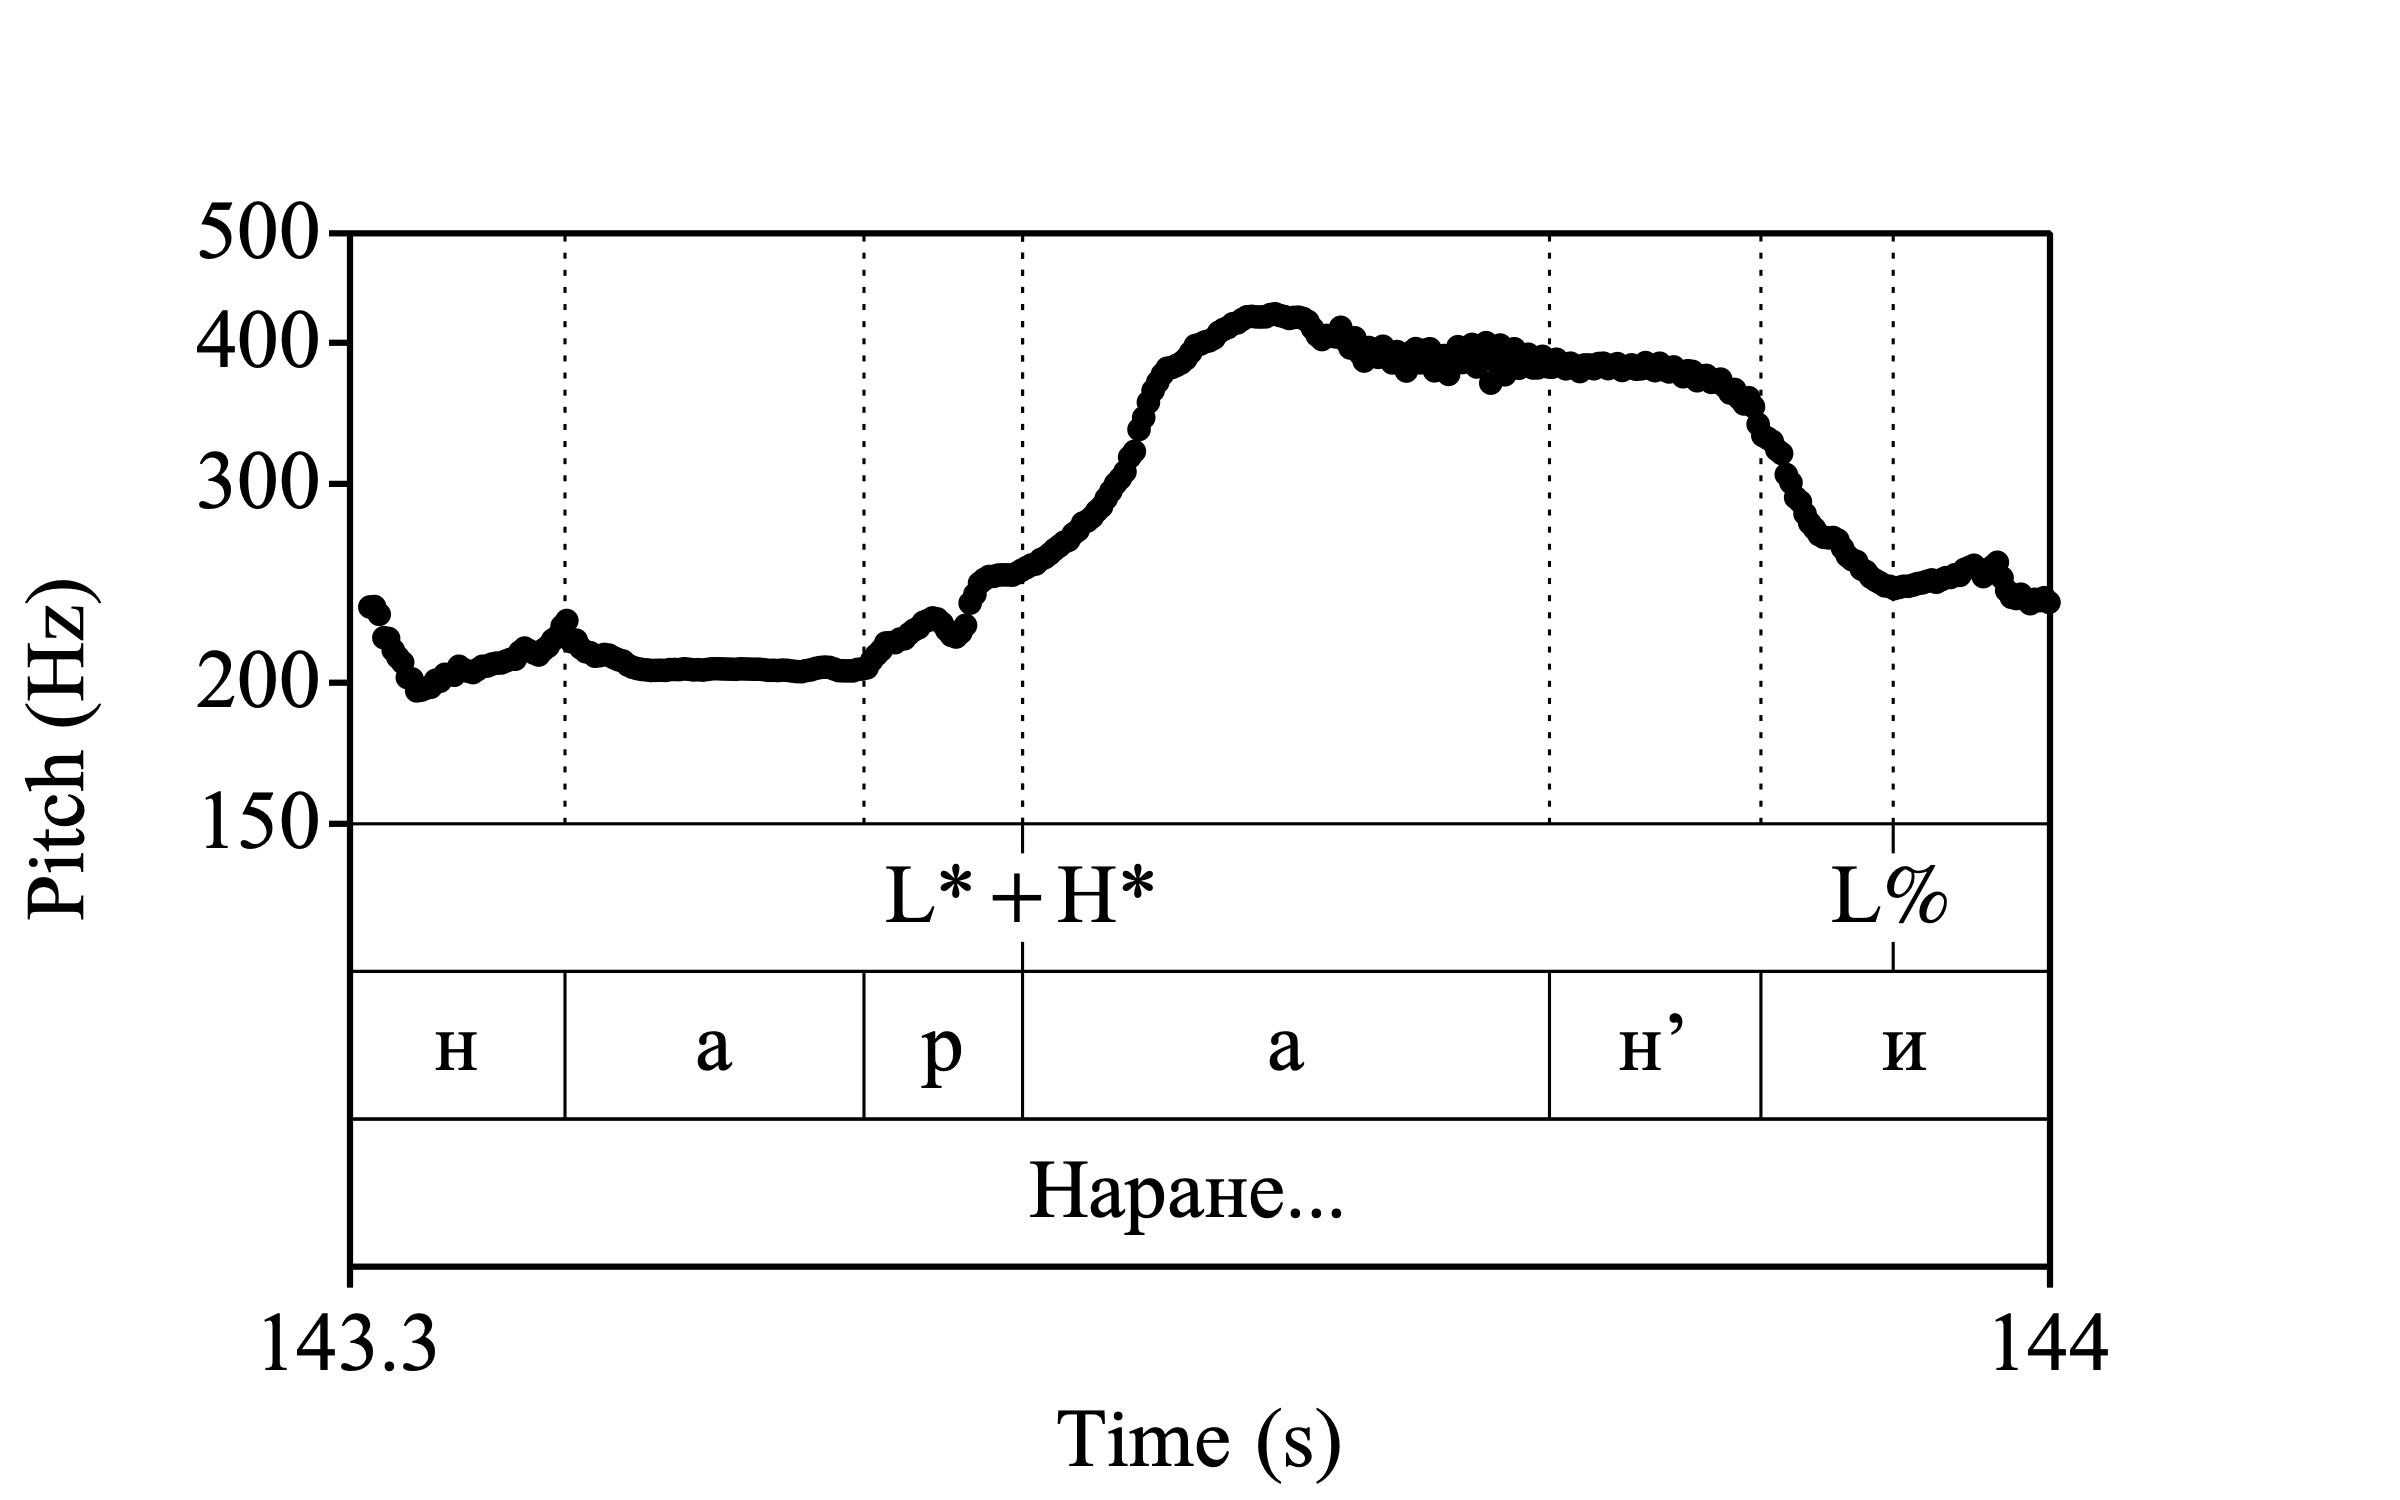 Pitch (Hz)
500
400
300
200
150
L* + H* L%
н а р а н’ и
Наране...
143.3 144
Time (s)